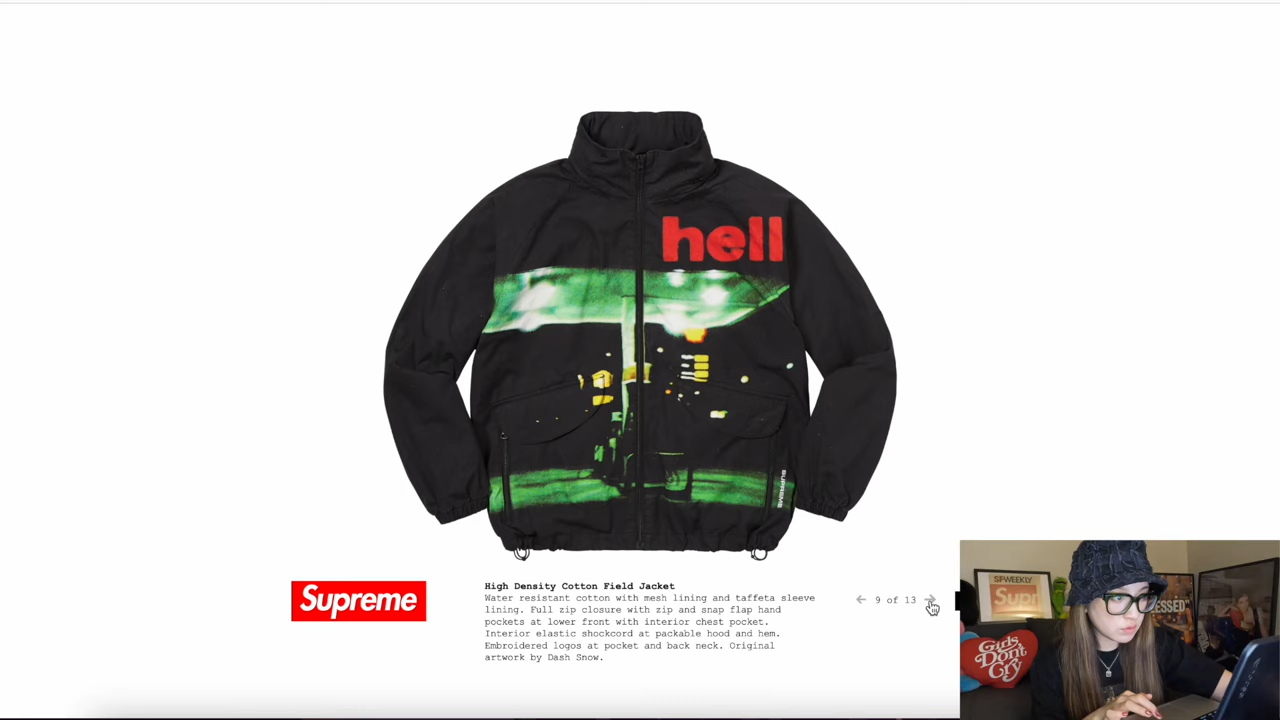 hell
SUPREME
Supreme
High Density Cotton Field Jacket
Water resistant cotton with mesh lining and taffeta sleeve
lining. Full zip closure with zip and snap flap hand
pockets at lower front with interior chest pocket.
Interior elastic shockcord at packable hood and hem.
Embroidered logos at pocket and back neck. Original
artwork by Dash Snow.
9 of 13
SFWEEKLY
Supr
Girls
Don't
Cry